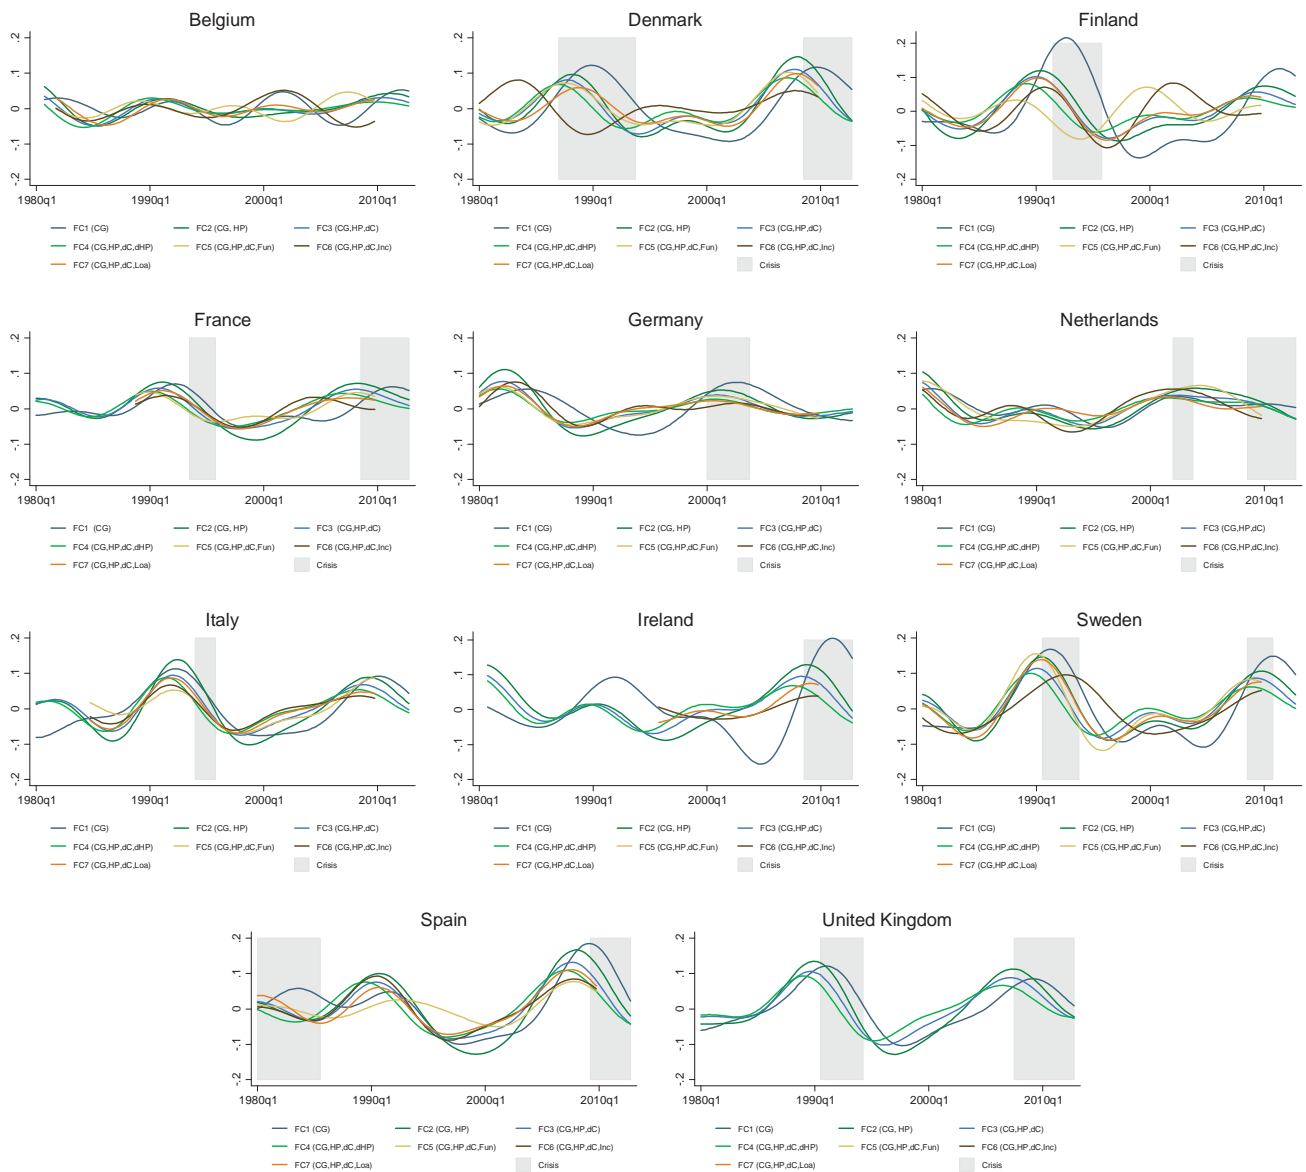 Belgium Denmark Finland
.2 .2 .2
.1 .1 .1
0 0 0
-.1 -.1 .1
-.2 -.2 -.2
1980q1 1990q1 2000q1 2010q1 1980q1 1990q1 2000q1 2010q1 1980q1 1990q1 2000q1 2010q1
FC1 (CG) FC2 (CG, HP) FC3 (CG,HP,dC) FC1 (CG) FC2 (CG, HP) FC3 (CG,HP,dC) FC1 (CG) FC2 (CG, HP) FC3 (CG,HP,dC)
FC4 (CG,HP,dC,dHP) FC5 (CG,HP,dC,Fun) FC6 (CG,HP,dC,Inc) FC4 (CG,HP,dC,dHP) FC5 (CG,HP,dC,Fun) FC6 (CG,HP,dC,Inc) FC4 (CG,HP,dC,dHP) FC5 (CG,HP,dC,Fun) FC6 (CG,HP,dC,Inc)
FC7 (CG,HP,dC,Loa) FC7 (CG,HP,dC,Loa) Crisis FC7 (CG,HP,dC,Loa) Crisis
France Germany Netherlands
.2 .2 .2
.1 .1 .1
0 0 0
-.1 -.1 -.1
-.2 -.2 -.2
1980q1 1990q1 2000q1 2010q1 1980q1 1990q1 2000q1 2010q1 1980q1 1990q1 2000q1 2010q1
FC1 (CG) FC2 (CG, HP) FC3 (CG,HP,dC) FC1 (CG) FC2 (CG, HP) FC3 (CG,HP,dC) FC1 (CG) FC2 (CG, HP) FC3 (CG,HP,dC)
FC4 (CG,HP,dC,dHP) FC5 (CG,HP,dC,Fun) FC6 (CG,HP,dC,Inc) FC4 (CG,HP,dC,dHP) FC5 (CG,HP,dC,Fun) FC6 (CG,HP,dC,Inc) FC4 (CG,HP,dC,dHP) FC5 (CG,HP,dC,Fun) FC6 (CG,HP,dC,Inc)
FC7 (CG,HP,dC,Loa) Crisis FC7 (CG,HP,dC,Loa) Crisis FC7 (CG,HP,dC,Loa) Crisis
Italy Ireland Sweden
.2 .2 .2
.1 .1 .1
0 0 0
-.1 -.1 -.1
-.2 -.2 -.2
1980q1 1990q1 2000q1 2010q1 1980q1 1990q1 2000q1 2010q1 1980q1 1990q1 2000q1 2010q1
FC1 (CG) FC2 (CG, HP) FC3 (CG,HP,dC) FC1 (CG) FC2 (CG, HP) FC3 (CG,HP,dC) FC1 (CG) FC2 (CG, HP) FC3 (CG,HP,dC)
FC4 (CG,HP,dC,dHP) FC5 (CG,HP,dC,Fun) FC6 (CG,HP,dC,Inc) FC4 (CG,HP,dC,dHP) FC5 (CG,HP,dC,Fun) FC6 (CG,HP,dC,Inc) FC4 (CG,HP,dC,dHP) FC5 (CG,HP,dC,Fun) FC6 (CG,HP,dC,Inc)
FC7 (CG,HP,dC,Loa) Crisis FC7 (CG,HP,dC,Loa) Crisis FC7 (CG,HP,dC,Loa) Crisis
Spain United Kingdom
.2 .2
.1 .1
0 0
-.1 -.1
-.2 -.2
1980q1 1990q1 2000q1 2010q1 1980q1 1990q1 2000q1 2010q1
FC1 (CG) FC2 (CG, HP) FC3 (CG,HP,dC) FC1 (CG) FC2 (CG, HP) FC3 (CG,HP,dC)
FC4 (CG,HP,dC,dHP) FC5 (CG,HP,dC,Fun) FC6 (CG,HP,dC,Inc) FC4 (CG,HP,dC,dHP) FC5 (CG,HP,dC,Fun) FC6 (CG,HP,dC,Inc)
FC7 (CG,HP,dC,Loa) Crisis FC7 (CG,HP,dC,Loa) Crisis